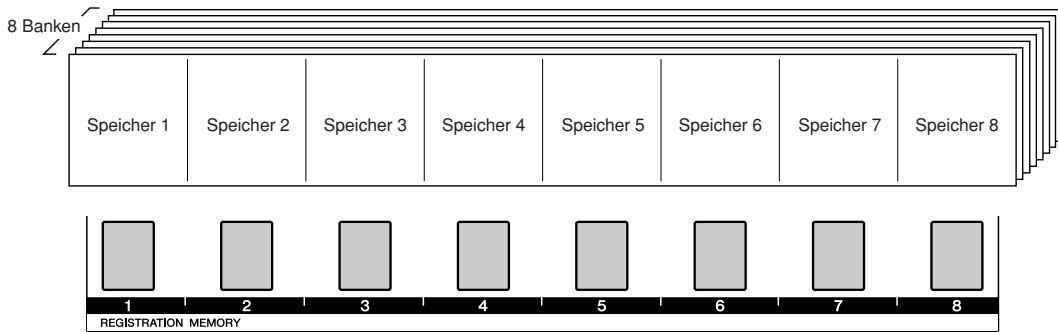 8 Banken
Speicher 1 Speicher 2 Speicher 3 Speicher 4 Speicher 5 Speicher 6 Speicher 7 Speicher 8
1 2 3 4 5 6 7 8
REGISTRATION MEMORY